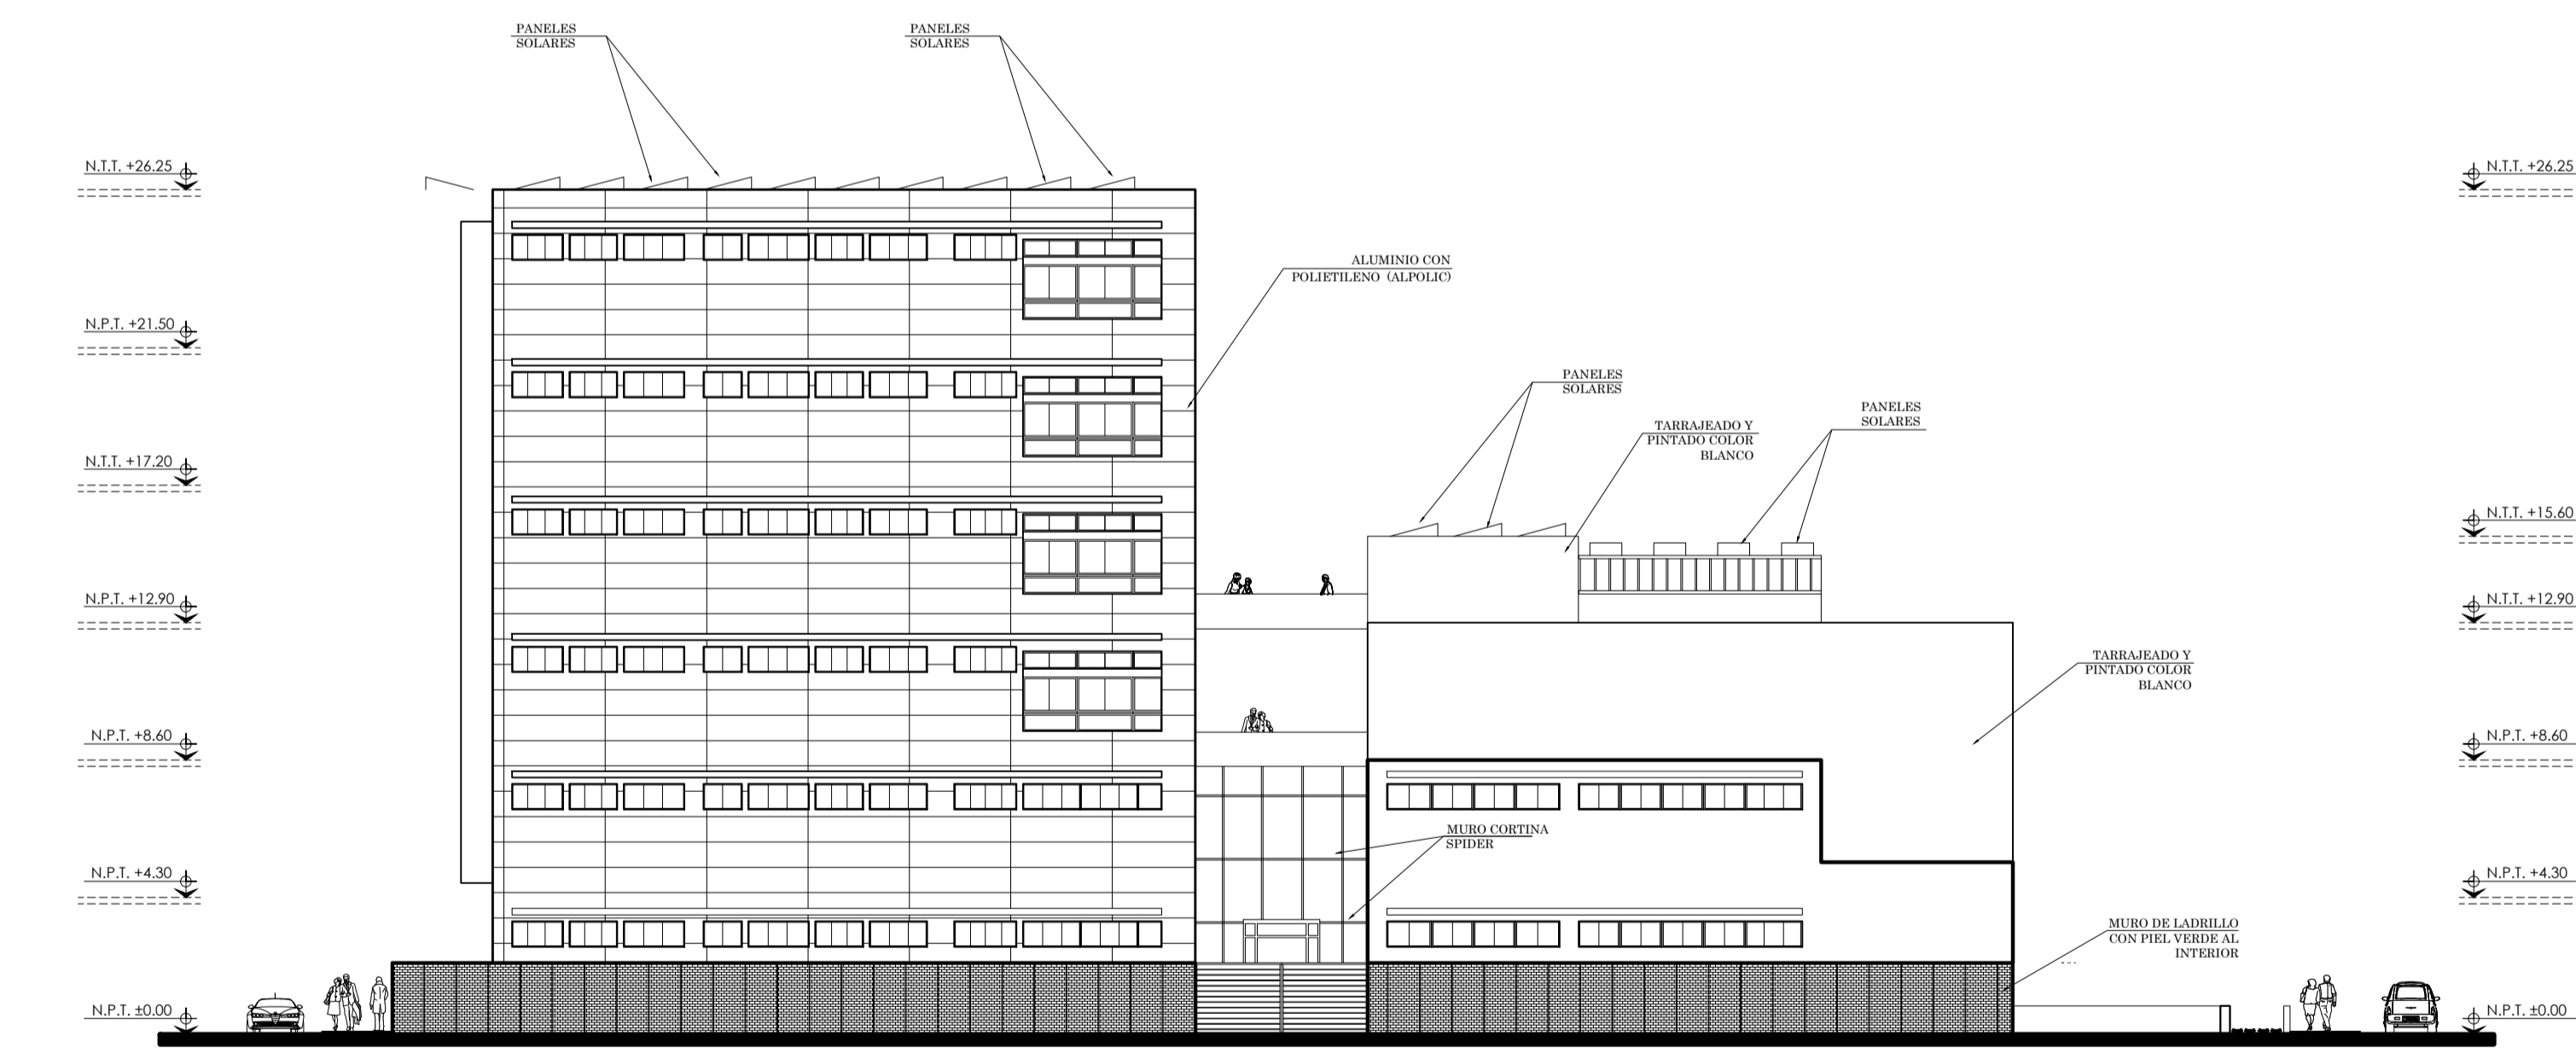 PANELES
SOLARES
PANELES
SOLARES
N.T.T. +26.25
N.T.T. +26.25
ALUMINIO CON
POLIETILENO (ALPOLIC)
N.P.T. +21.50
PANELES
SOLARES
PANELES
SOLARES
TARRAJEADO Y
PINTADO COLOR
BLANCO
N.T.T. +17.20
N.T.T. +15.60
N.P.T. +12.90
N.T.T. +12.90
TARRAJEADO Y
PINTADO COLOR
BLANCO
N.P.T. +8.60
N.P.T. +8.60
MURO CORTINA
SPIDER
N.P.T. +4.30
N.P.T. +4.30
MURO DE LADRILLO
CON PIEL VERDE AL
INTERIOR
N.P.T. ±0.00
N.P.T. ±0.00